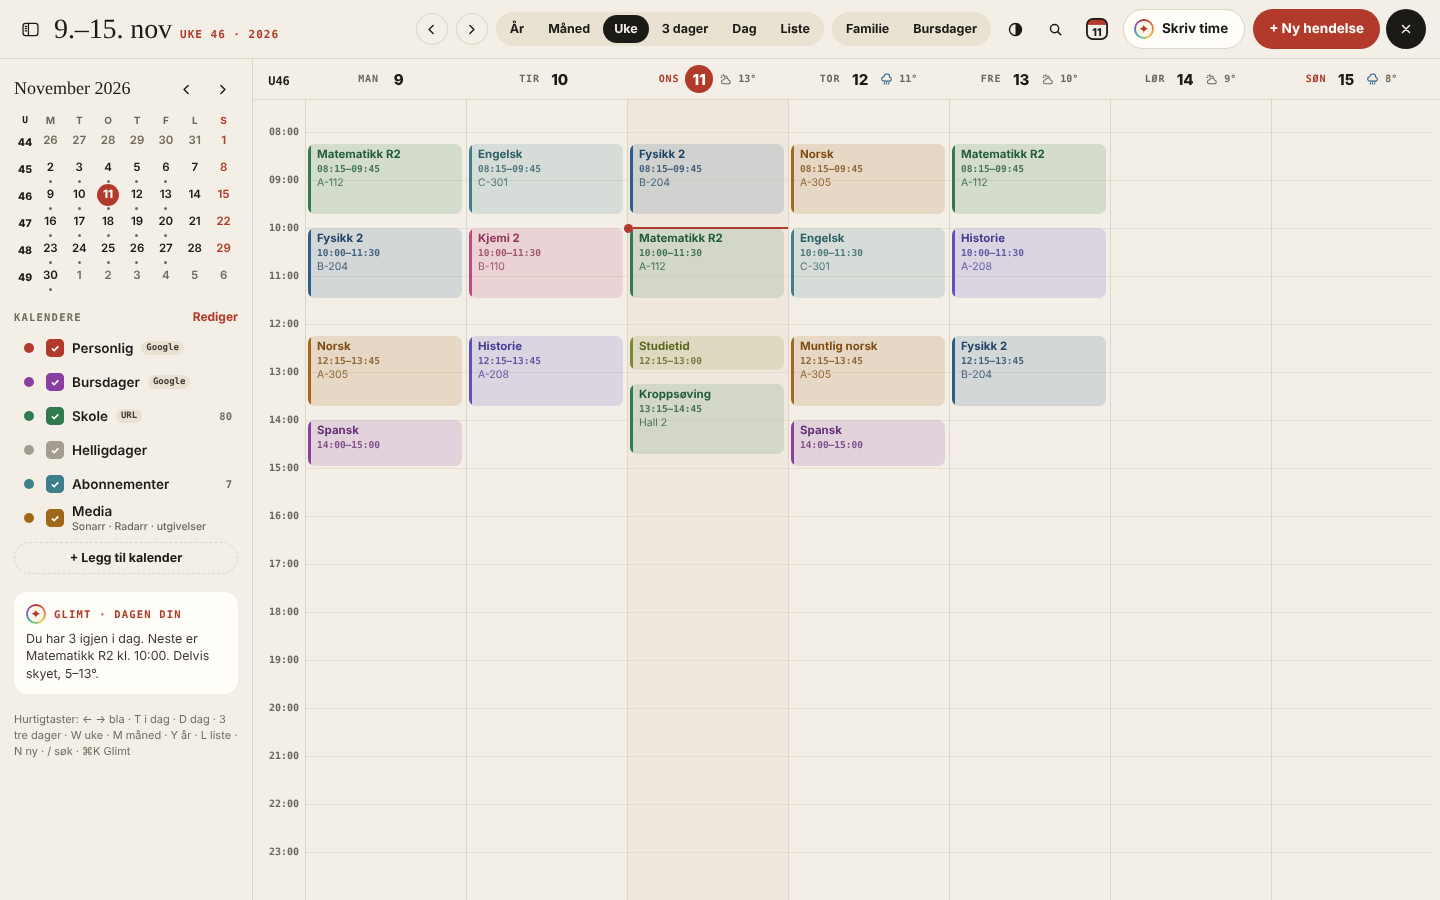 9.–15. nov UKE 46 · 2026
År Måned Uke 3 dager Dag Liste
Familie Bursdager
11
Skriv time
+ Ny hendelse
November 2026
U M T O T F L S
44 26 27 28 29 30 31 1
45 2 3 4 5 6 7 8
46 9 10 11 12 13 14 15
47 16 17 18 19 20 21 22
48 23 24 25 26 27 28 29
49 30 1 2 3 4 5 6
KALENDERE Rediger
Personlig Google
Bursdager Google
Skole URL 80
Helligdager
Abonnementer 7
Media
Sonarr · Radarr · utgivelser
+ Legg til kalender
GLIMT · DAGEN DIN
Du har 3 igjen i dag. Neste er
Matematikk R2 kl. 10:00. Delvis
skyet, 5–13°.
Hurtigtaster: ← → bla · T i dag · D dag · 3
tre dager · W uke · M måned · Y år · L liste ·
N ny · / søk · ⌘K Glimt
U46 MAN 9 TIR 10 ONS 11 13° TOR 12 11° FRE 13 10° LØR 14 9° SØN 15 8°
08:00
09:00
10:00
11:00
12:00
13:00
14:00
15:00
16:00
17:00
18:00
19:00
20:00
21:00
22:00
23:00
Matematikk R2
08:15–09:45
A-112
Fysikk 2
10:00–11:30
B-204
Norsk
12:15–13:45
A-305
Spansk
14:00–15:00
Engelsk
08:15–09:45
C-301
Kjemi 2
10:00–11:30
B-110
Historie
12:15–13:45
A-208
Fysikk 2
08:15–09:45
B-204
Matematikk R2
10:00–11:30
A-112
Studietid
12:15–13:00
Kroppsøving
13:15–14:45
Hall 2
Norsk
08:15–09:45
A-305
Engelsk
10:00–11:30
C-301
Muntlig norsk
12:15–13:45
A-305
Spansk
14:00–15:00
Matematikk R2
08:15–09:45
A-112
Historie
10:00–11:30
A-208
Fysikk 2
12:15–13:45
B-204